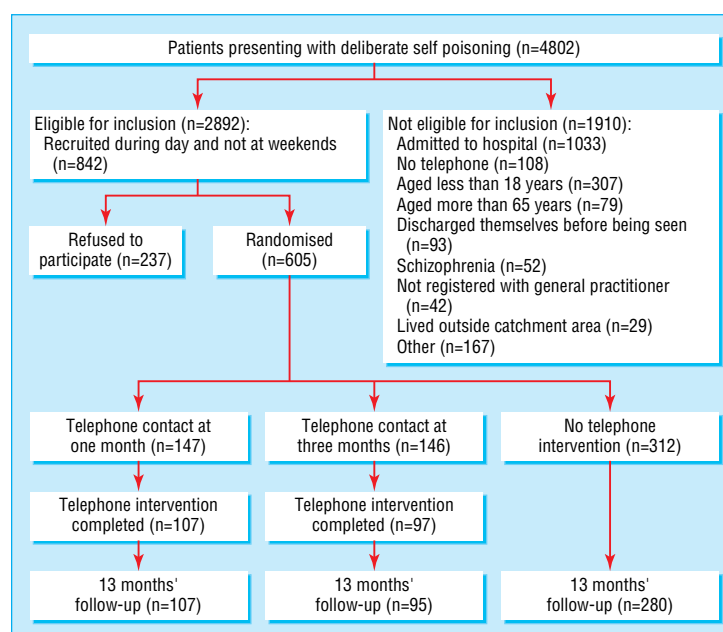 Patients presenting with deliberate self poisoning (n=4802)
Eligible for inclusion (n=2892):
Recruited during day and not at weekends
(n=842)
Not eligible for inclusion (n=1910):
Admitted to hospital (n=1033)
No telephone (n=108)
Aged less than 18 years (n=307)
Aged more than 65 years (n=79)
Discharged themselves before being seen
(n=93)
Schizophrenia (n=52)
Not registered with general practitioner
(n=42)
Lived outside catchment area (n=29)
Other (n=167)
Refused to
participate (n=237)
Randomised
(n=605)
Telephone contact at
one month (n=147)
Telephone contact at
three months (n=146)
No telephone
intervention (n=312)
Telephone intervention
completed (n=107)
Telephone intervention
completed (n=97)
13 months'
follow-up (n=107)
13 months'
follow-up (n=95)
13 months'
follow-up (n=280)